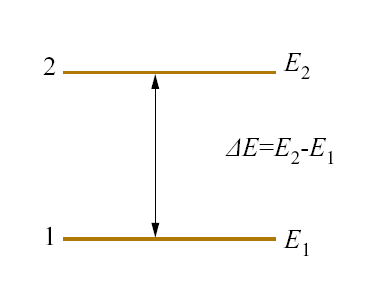 2 E₂
ΔE=E₂-E₁
1 E₁